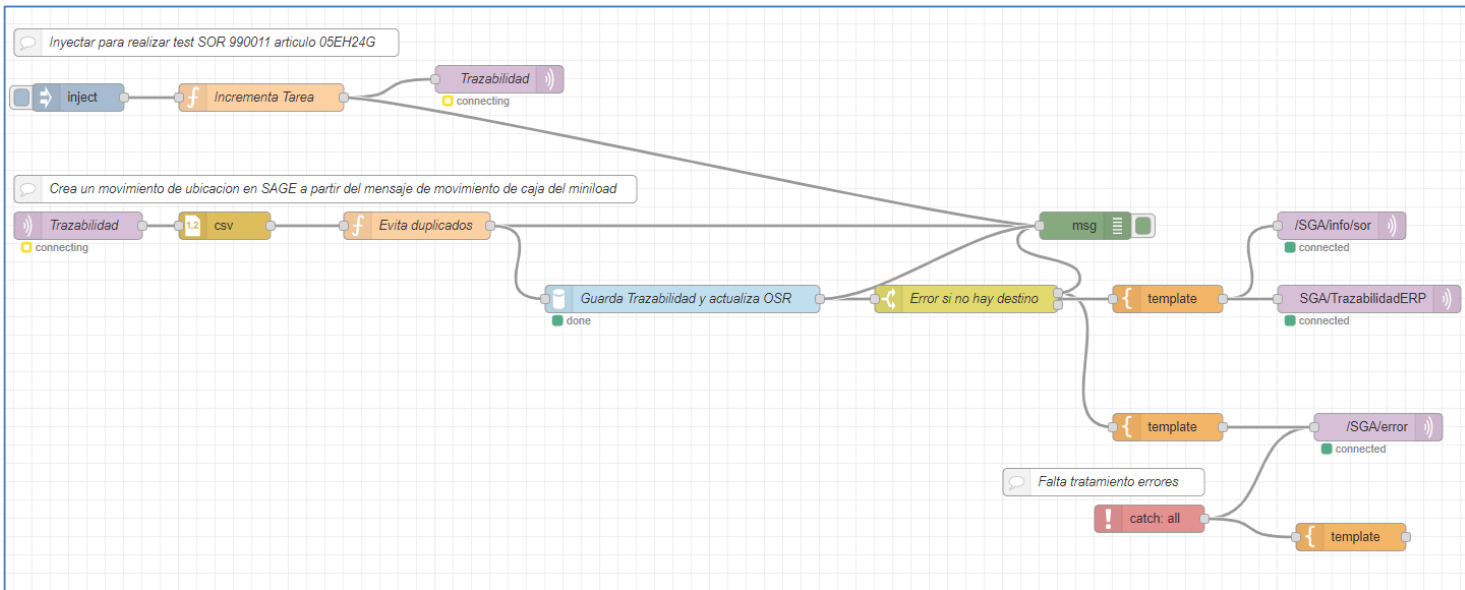 Inyectar para realizar test SOR 990011 articulo 05EH24G
Trazabilidad
connecting
inject
Incrementa Tarea
Crea un movimiento de ubicacion en SAGE a partir del mensaje de movimiento de caja del miniload
Trazabilidad
connecting
1,2
csv
Evita duplicados
msg
/SGA/info/sor
connected
Guarda Trazabilidad y actualiza OSR
done
Error si no hay destino
template
SGA/TrazabilidadERP
connected
template
/SGA/error
connected
Falta tratamiento errores
catch: all
template